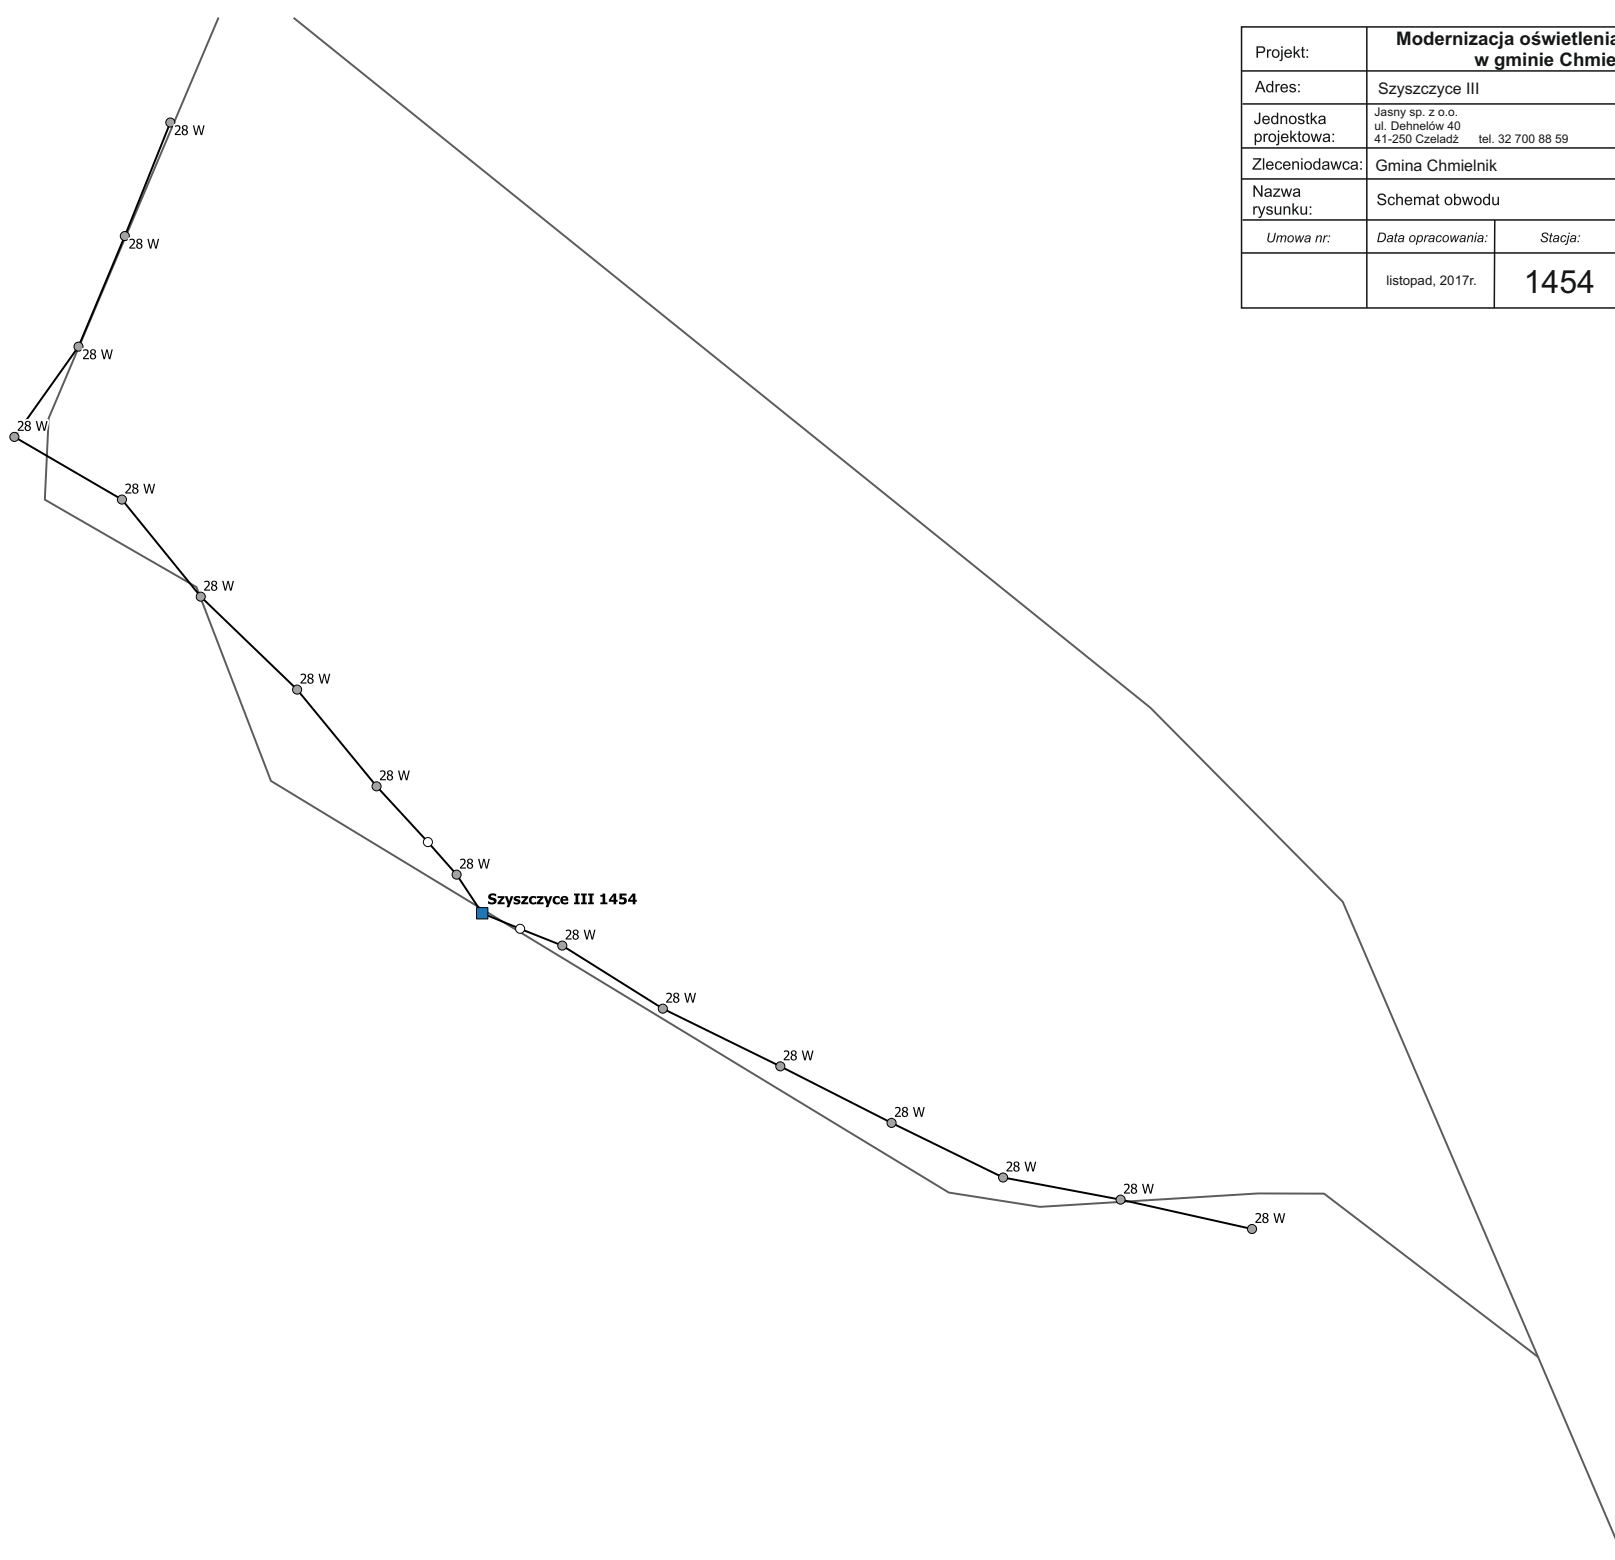 Projekt:
Modernizacja oświetlenia
w gminie Chmie
Adres:
Szyszczyce III
Jednostka
projektowa:
Jasny sp. z o.o.
ul. Dehnelów 40
41-250 Czeladż tel. 32 700 88 59
Zleceniodawca:
Gmina Chmielnik
Nazwa
rysunku:
Schemat obwodu
Umowa nr:
Data opracowania:
Stacja:
listopad, 2017r.
1454
28 W
28 W
28 W
28 W
28 W
28 W
28 W
28 W
28 W
Szyszczyce III 1454
28 W
28 W
28 W
28 W
28 W
28 W
28 W